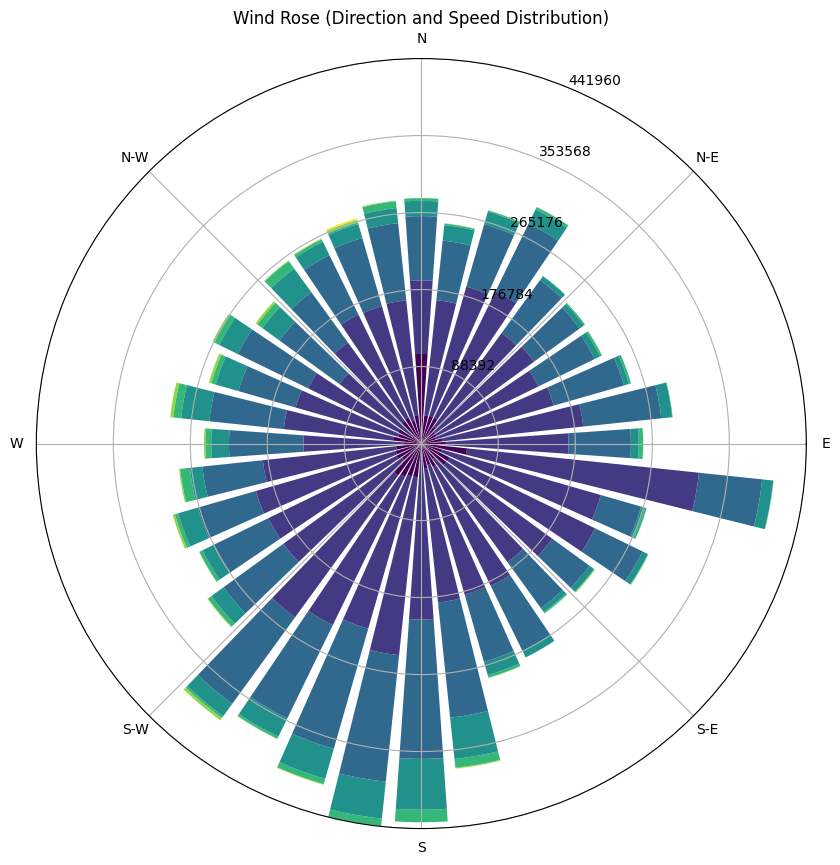 Wind Rose (Direction and Speed Distribution)
N
441960
353568
N-W
N-E
265176
176784
88392
W
E
S-W
S-E
S